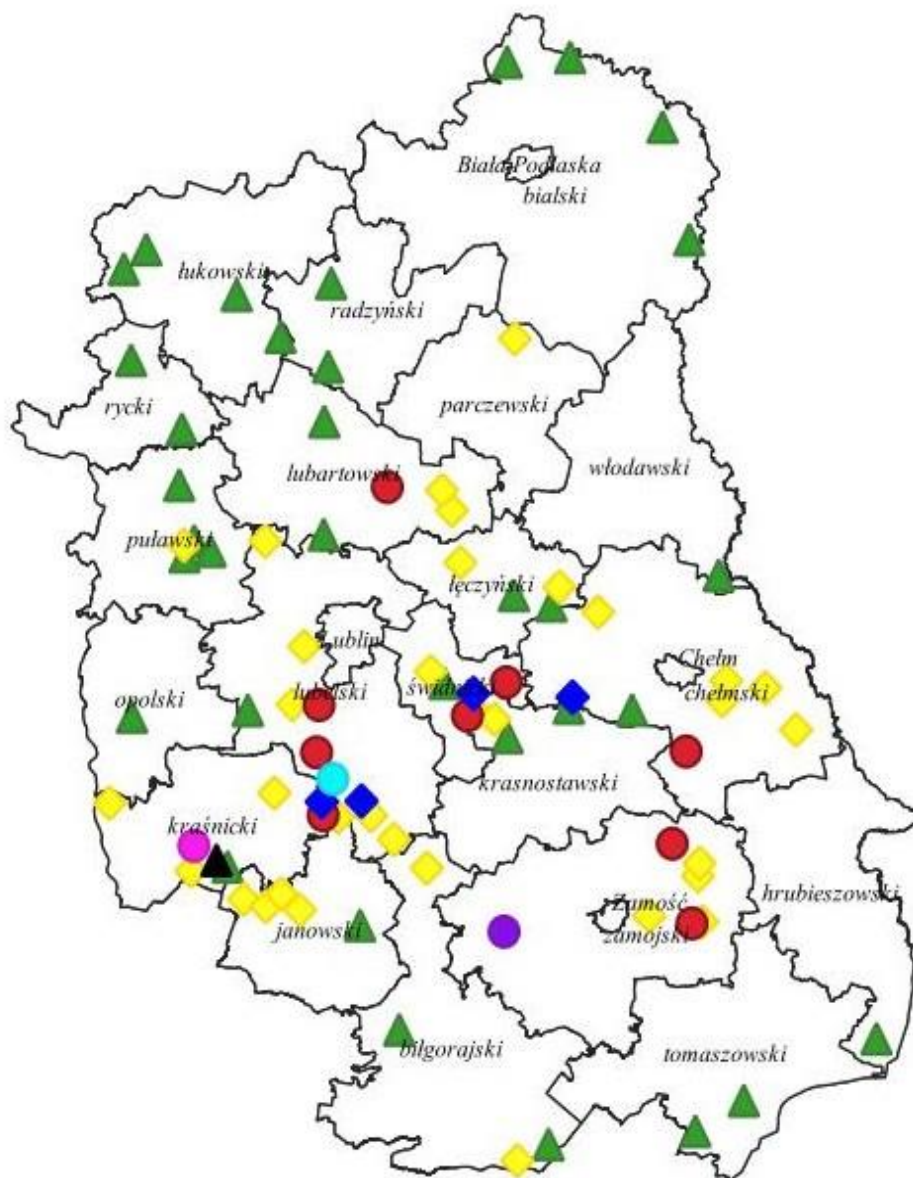 Biała Podlaska
bialski
łukowski
radzyński
rycki
parczewski
lubartowski
włodawski
puławski
łęczyński
Lublin
Chełm
opolski
lubelski
świdnicki
chełmski
krasnostawski
kraśnicki
hrubieszowski
Zamość
janowski
zamojski
biłgorajski
tomaszowski